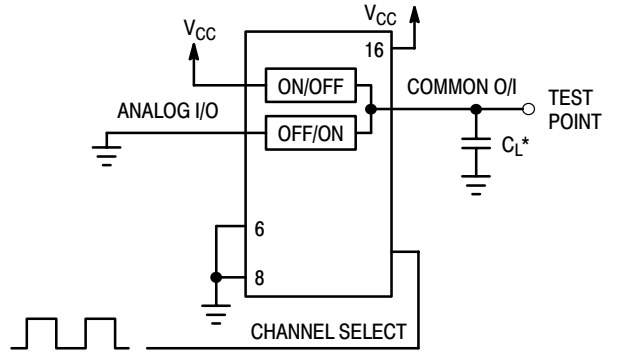 VCC
VCC
16
ON/OFF
COMMON O/I
ANALOG I/O
OFF/ON
TEST
POINT
CL*
6
8
CHANNEL SELECT